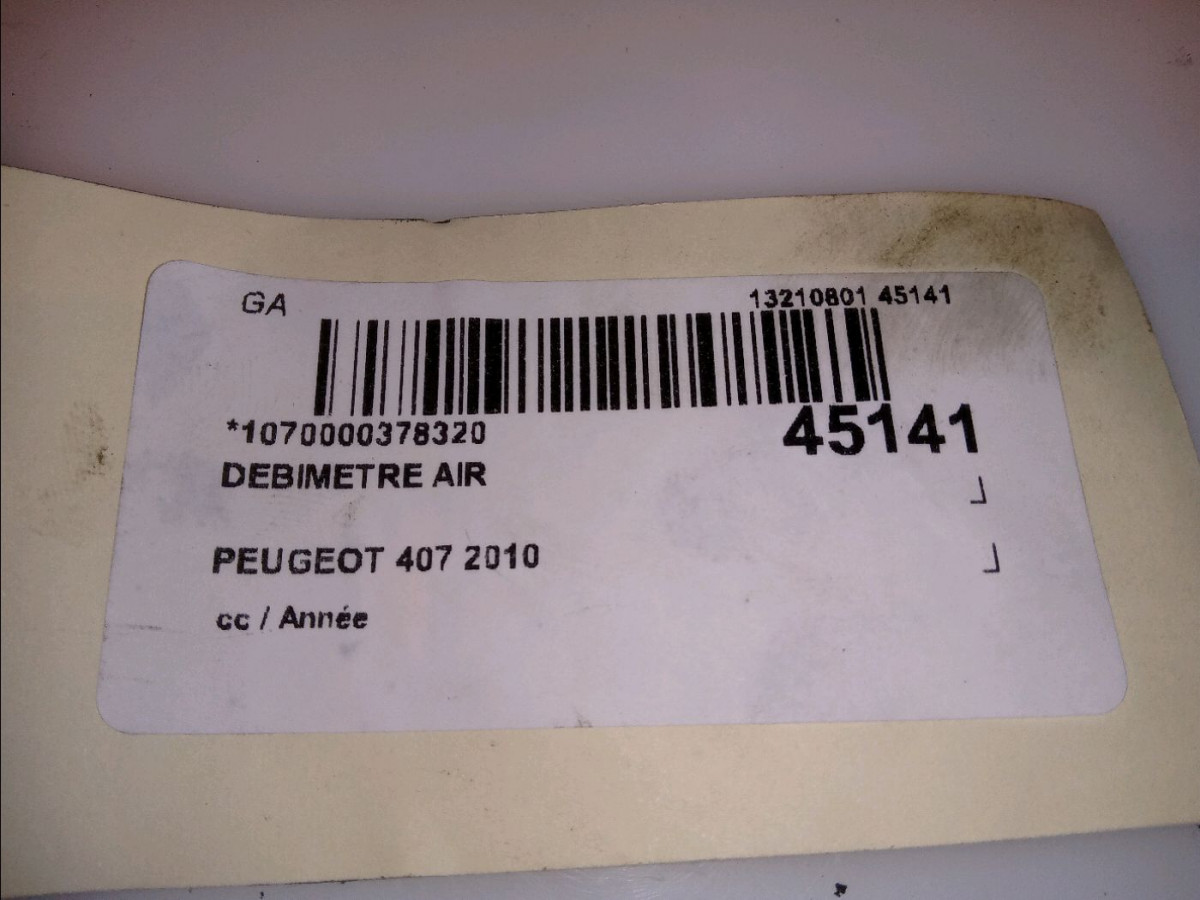 GA 13210801 45141
*1070000378320 45141
DEBIMETRE AIR
PEUGEOT 407 2010
cc / Année